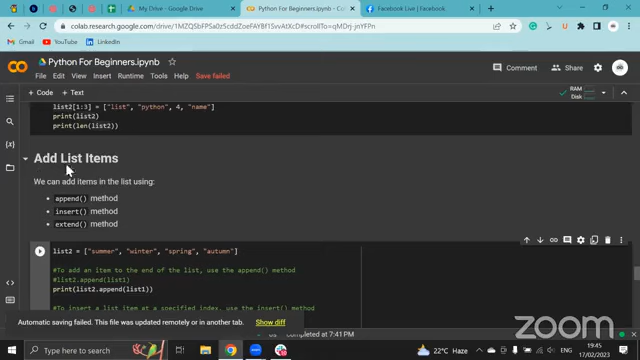 My Drive - Google Drive
Python For Beginners.ipynb - Col
Facebook Live | Facebook
colab.research.google.com/drive/1MZQSbFPSa0zcdoEAYBf1SvvAtXcD#scrollTo=qMDrj-jnYPFn
Gmail
YouTube
LinkedIn
Python For Beginners.ipynb
File Edit View Insert Runtime Tools Help Save failed
Comment
Share
+ Code + Text
RAM
Disk
list2[1:3] = ["list", "python", 4, "name"]
print(list2)
print(len(list2))
Add List Items
We can add items in the list using:
append() method
insert() method
extend() method
list2 = ["summer", "winter", "spring", "autumn"]
#To add an item to the end of the list, use the append() method
#list2.append(list1)
print(list2.append(list1))
#To insert a list item at a specified index, use the insert() method
Automatic saving failed. This file was updated remotely or in another tab. Show diff
completed at 7:41 PM
zoom
Type here to search
22°C Haze
ENG
19:45
17/02/2023